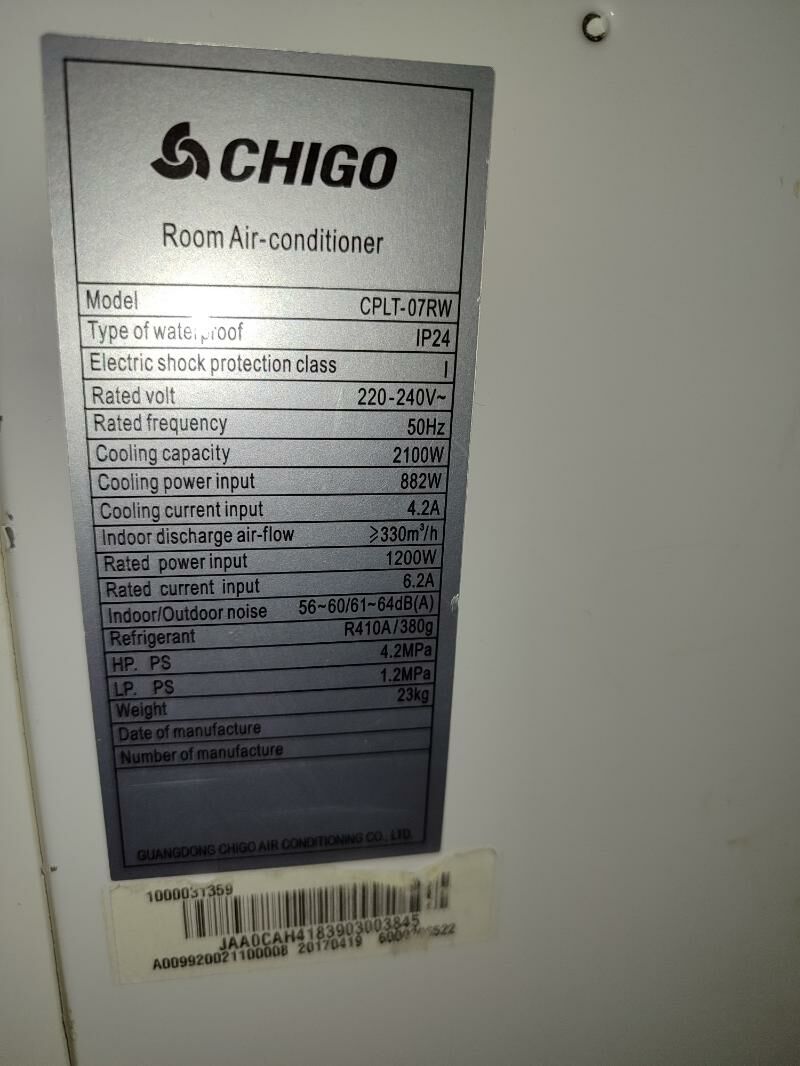 CHIGO
Room Air-conditioner
Model CPLT-07RW
Type of waterproof IP24
Electric shock protection class I
Rated volt 220-240V~
Rated frequency 50Hz
Cooling capacity 2100W
Cooling power input 882W
Cooling current input 4.2A
Indoor discharge air-flow ≥330m³/h
Rated power input 1200W
Rated current input 6.2A
Indoor/Outdoor noise 56~60/61~64dB(A)
Refrigerant R410A/380g
HP. PS 4.2MPa
LP. PS 1.2MPa
Weight 23kg
Date of manufacture
Number of manufacture
GUANGDONG CHIGO AIR CONDITIONING CO., LTD.
1000031359
JAA0CAH4183903003845
A009920021100008 20170419